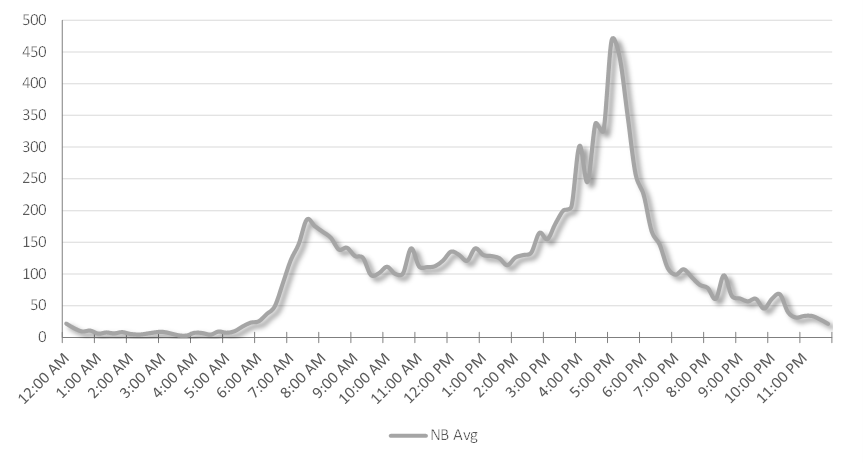 500
450
400
350
300
250
200
150
100
50
0
12:00 AM
1:00 AM
2:00 AM
3:00 AM
4:00 AM
5:00 AM
6:00 AM
7:00 AM
8:00 AM
9:00 AM
10:00 AM
11:00 AM
12:00 PM
1:00 PM
2:00 PM
3:00 PM
4:00 PM
5:00 PM
6:00 PM
7:00 PM
8:00 PM
9:00 PM
10:00 PM
11:00 PM
NB Avg